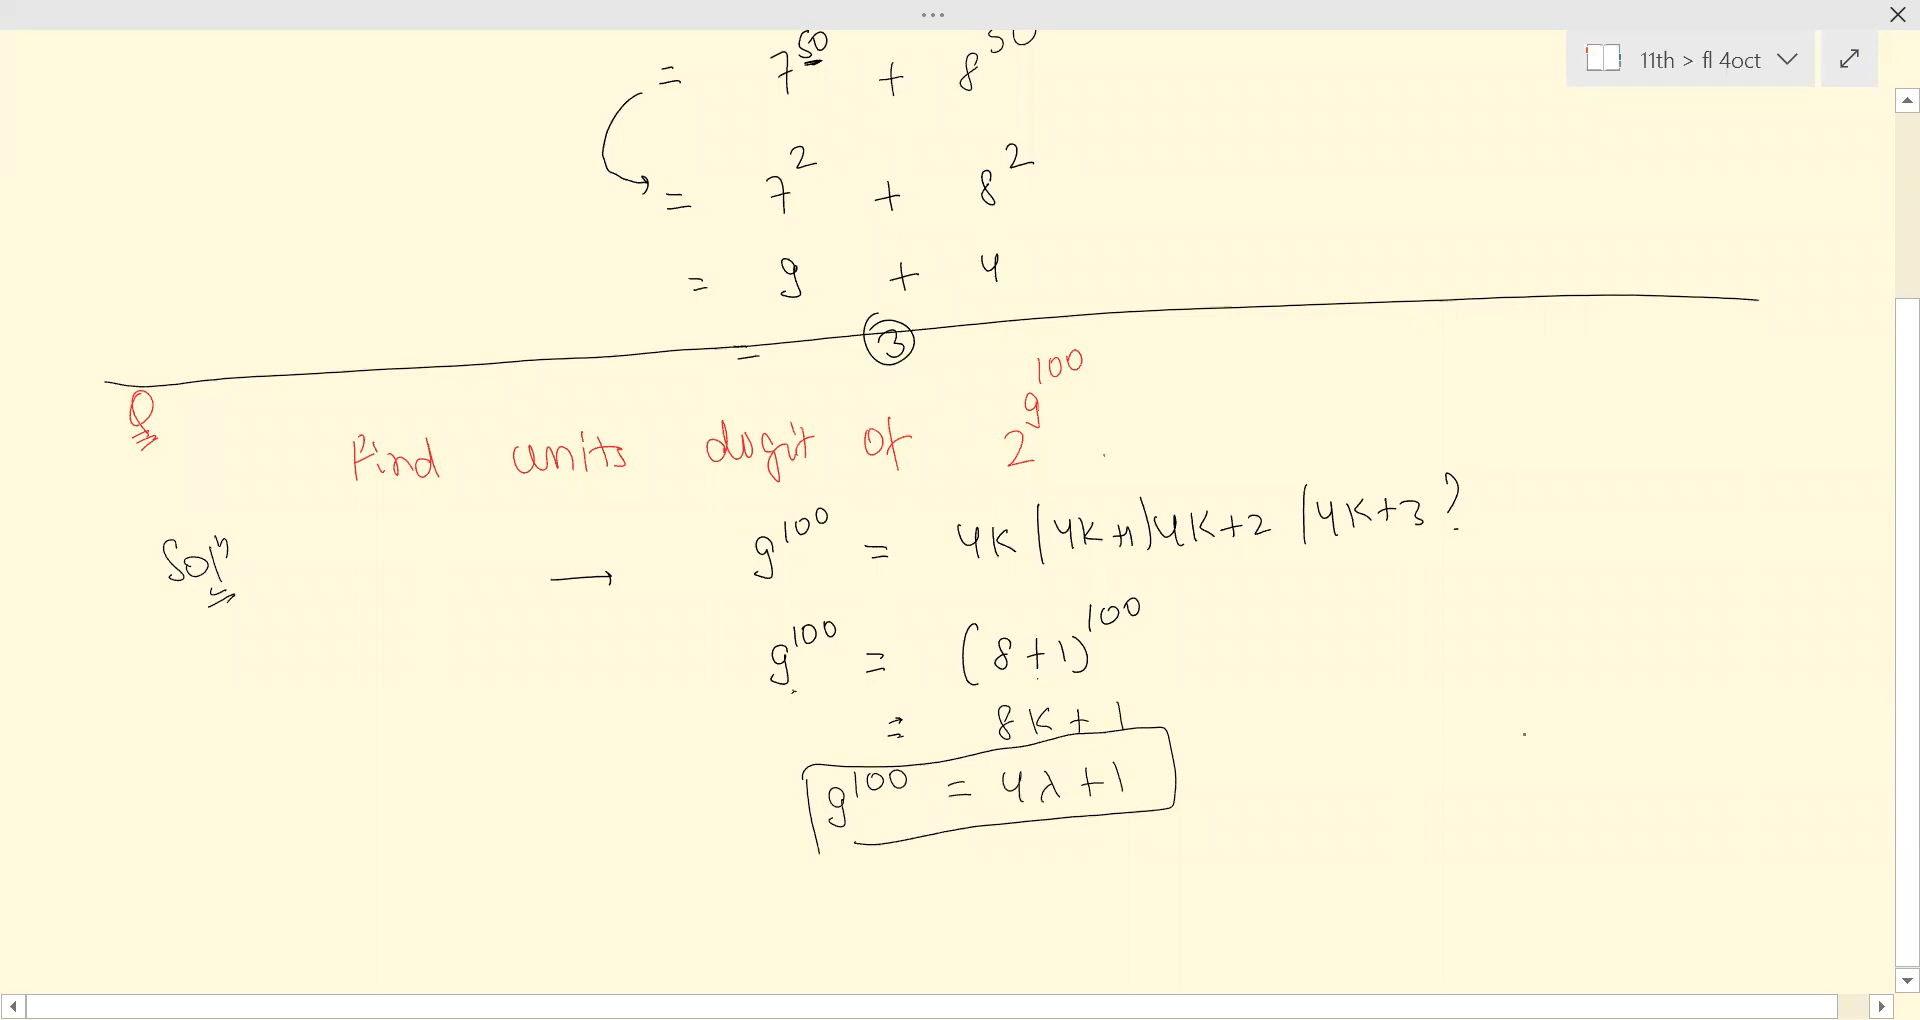 11th > fl 4oct
= 7^50 + 8^50
= 7^2 + 8^2
= 9 + 4
= 3
Q Find units digit of 2^9^100.
Solⁿ → 9^100 = 4K / 4K+1 / 4K+2 / 4K+3 ?
9^100 = (8+1)^100
= 8K + 1
9^100 = 4λ + 1